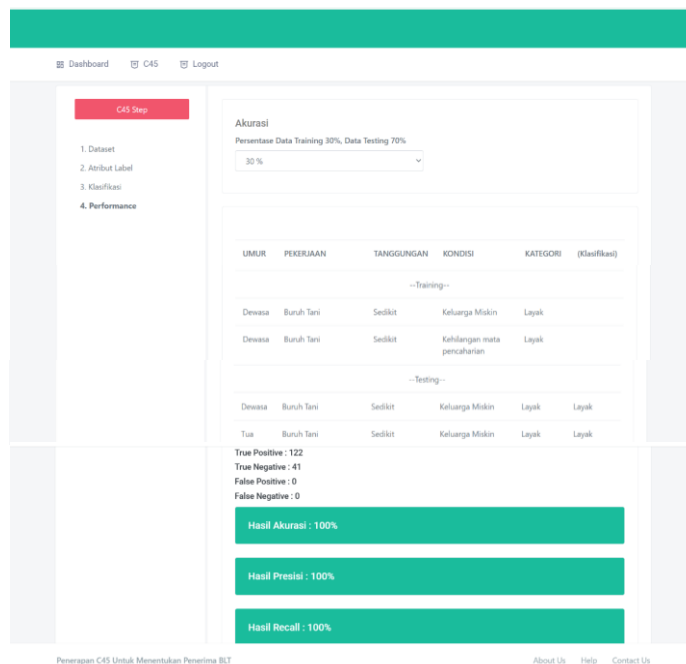 Dashboard C45 Logout
C45 Step
1. Dataset
2. Atribut Label
3. Klasifikasi
4. Performance
Akurasi
Persentase Data Training 30%, Data Testing 70%
30 %
UMUR PEKERJAAN TANGGUNGAN KONDISI KATEGORI (Klasifikasi)
--Training--
Dewasa Buruh Tani Sedikit Keluarga Miskin Layak
Dewasa Buruh Tani Sedikit Kehilangan mata pencaharian Layak
--Testing--
Dewasa Buruh Tani Sedikit Keluarga Miskin Layak Layak
Tua Buruh Tani Sedikit Keluarga Miskin Layak Layak
True Positive : 122
True Negative : 41
False Positive : 0
False Negative : 0
Hasil Akurasi : 100%
Hasil Presisi : 100%
Hasil Recall : 100%
Penerapan C45 Untuk Menentukan Penerima BLT About Us Help Contact Us